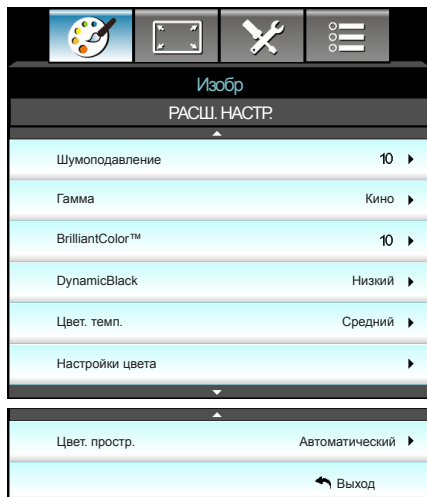 Изобр
РАСШ. НАСТР.
Шумоподавление 10
Гамма Кино
BrilliantColor™ 10
DynamicBlack Низкий
Цвет. темп. Средний
Настройки цвета
Цвет. простр. Автоматический
Выход